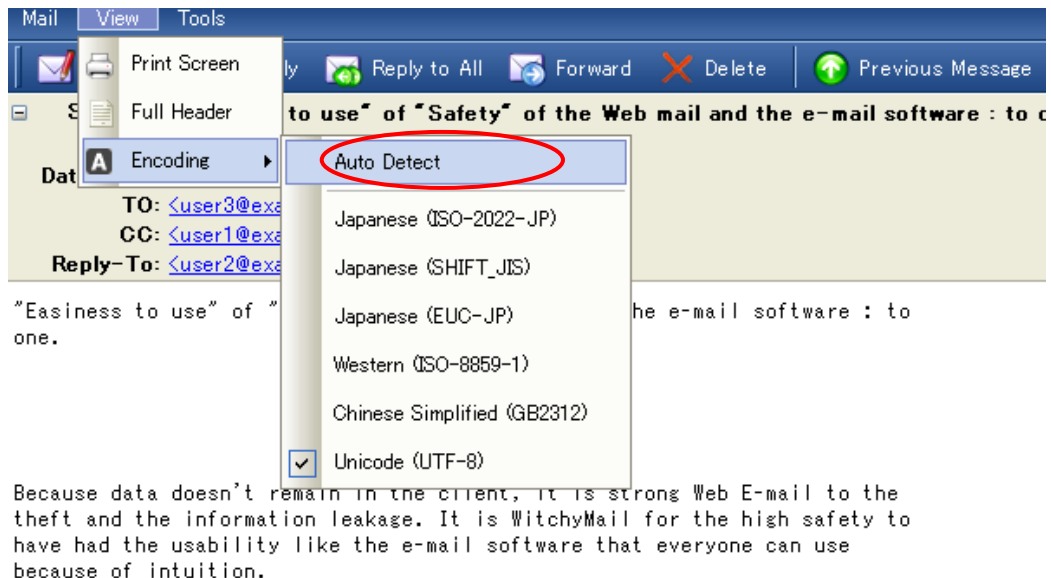 Mail View Tools
Print Screen ly Reply to All Forward Delete Previous Message
Full Header to use" of "Safety" of the Web mail and the e-mail software : to
Encoding Auto Detect
Dat
TO: <user3@exa Japanese (ISO-2022-JP)
CC: <user1@exa
Reply-To: <user2@exa Japanese (SHIFT_JIS)
"Easiness to use" of " Japanese (EUC-JP) he e-mail software : to
one.
Western (ISO-8859-1)
Chinese Simplified (GB2312)
Unicode (UTF-8)
Because data doesn't remain in the client, it is strong Web E-mail to the
theft and the information leakage. It is WitchyMail for the high safety to
have had the usability like the e-mail software that everyone can use
because of intuition.